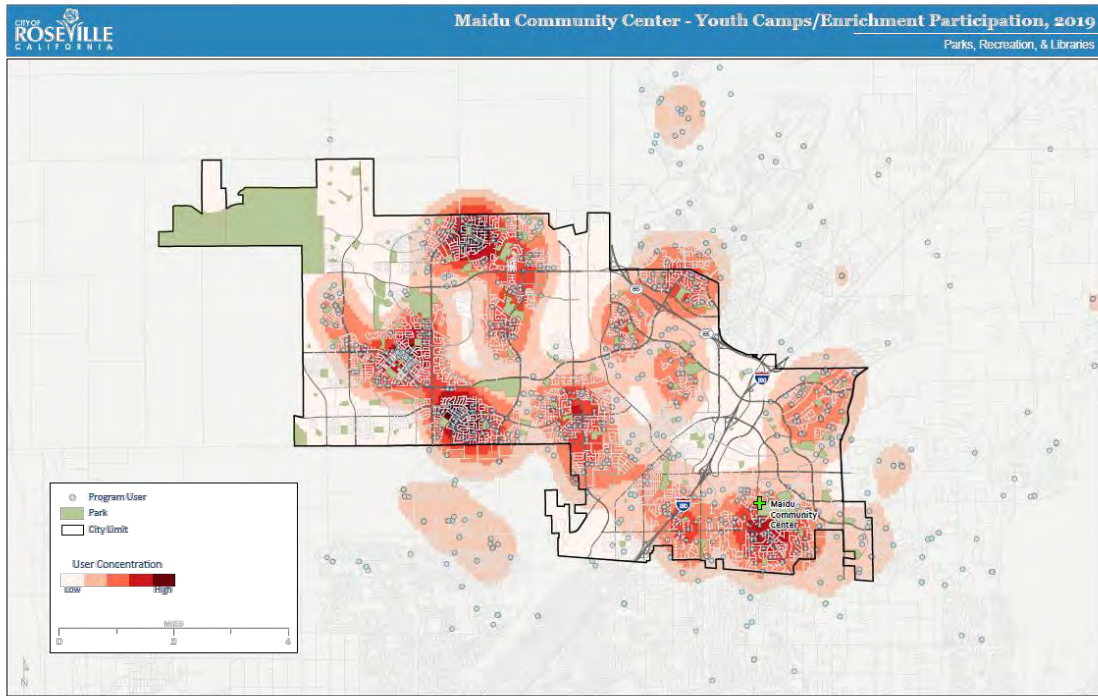 CITY OF
ROSEVILLE
CALIFORNIA
Maidu Community Center - Youth Camps/Enrichment Participation, 2019
Parks, Recreation, & Libraries
65
65
80
80
Maidu
Community
Center
Program User
Park
City Limit
User Concentration
Low High
MILES
0 2 4
N